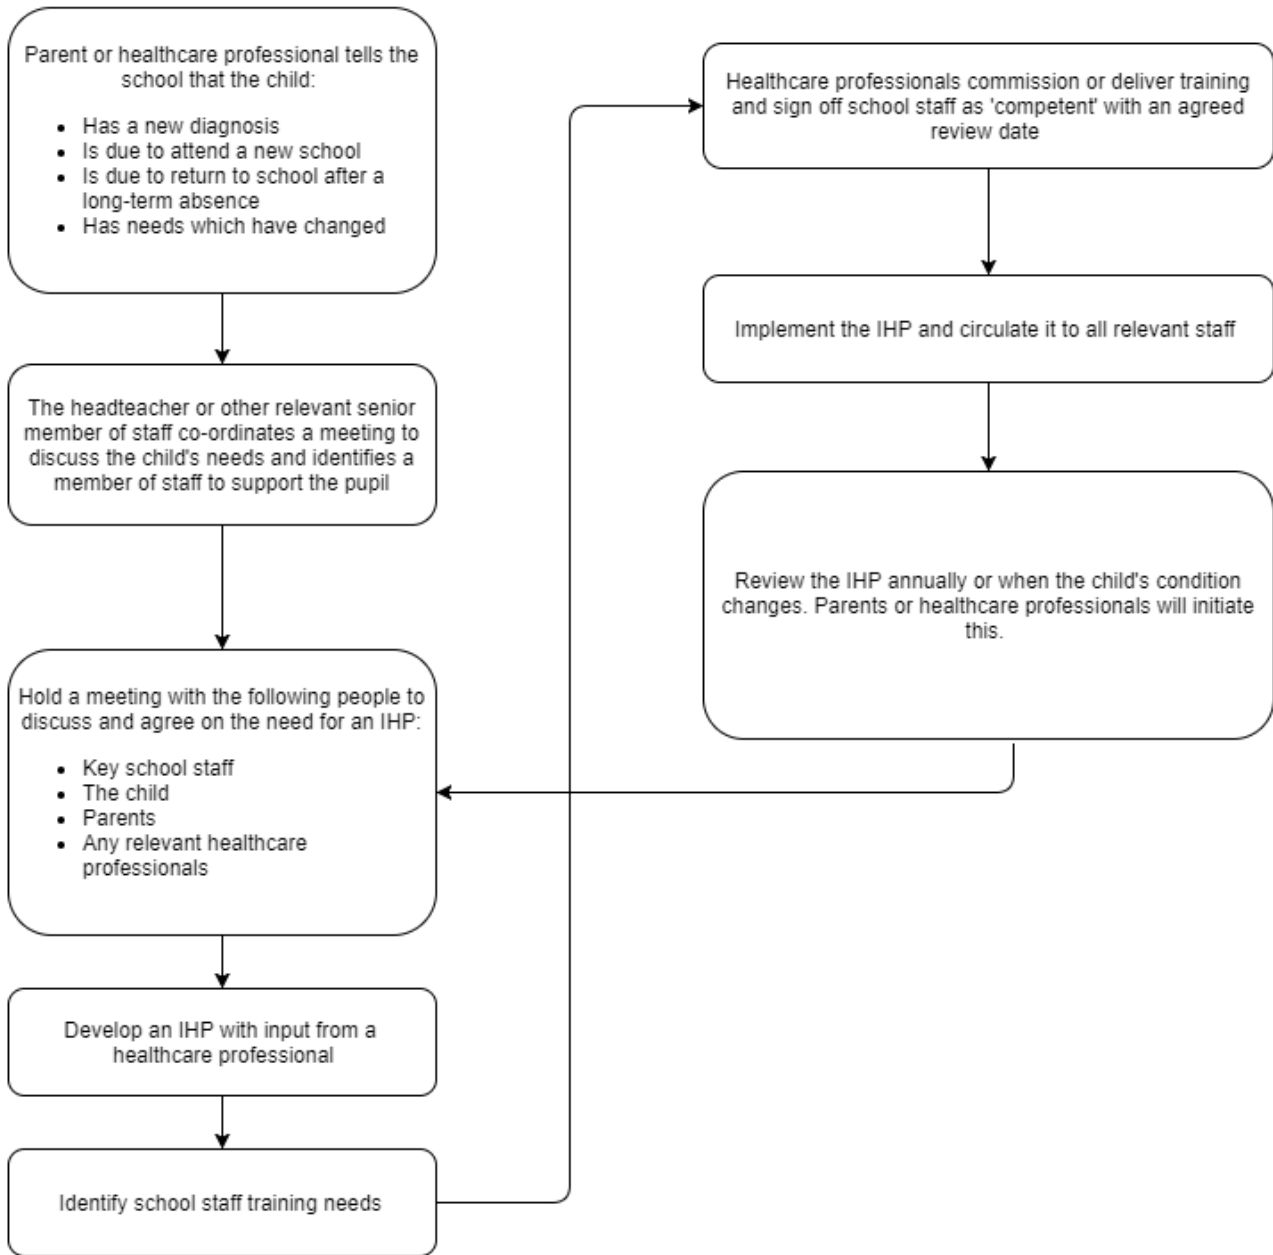 Parent or healthcare professional tells the
school that the child:
• Has a new diagnosis
• Is due to attend a new school
• Is due to return to school after a
long-term absence
• Has needs which have changed
The headteacher or other relevant senior
member of staff co-ordinates a meeting to
discuss the child's needs and identifies a
member of staff to support the pupil
Hold a meeting with the following people to
discuss and agree on the need for an IHP:
• Key school staff
• The child
• Parents
• Any relevant healthcare
professionals
Develop an IHP with input from a
healthcare professional
Identify school staff training needs
Healthcare professionals commission or deliver training
and sign off school staff as 'competent' with an agreed
review date
Implement the IHP and circulate it to all relevant staff
Review the IHP annually or when the child's condition
changes. Parents or healthcare professionals will initiate
this.